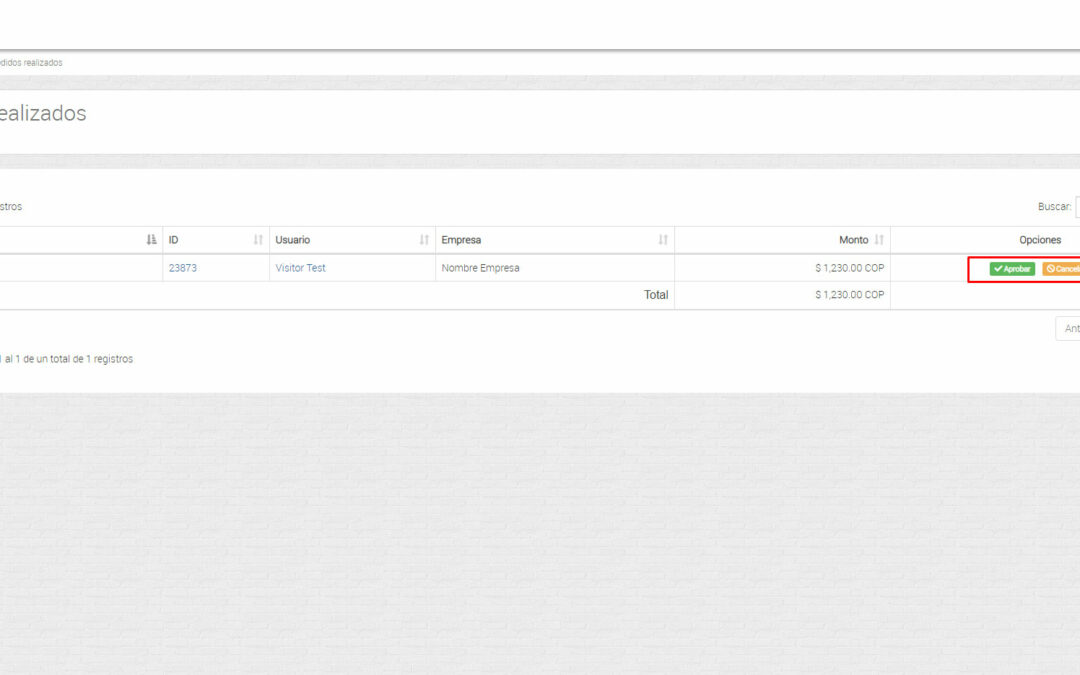 didos realizados
ealizados
stros
Buscar:
ID Usuario Empresa Monto Opciones
23873 Visitor Test Nombre Empresa $ 1,230.00 COP Aprobar Cancela
Total $ 1,230.00 COP
Ant
al 1 de un total de 1 registros